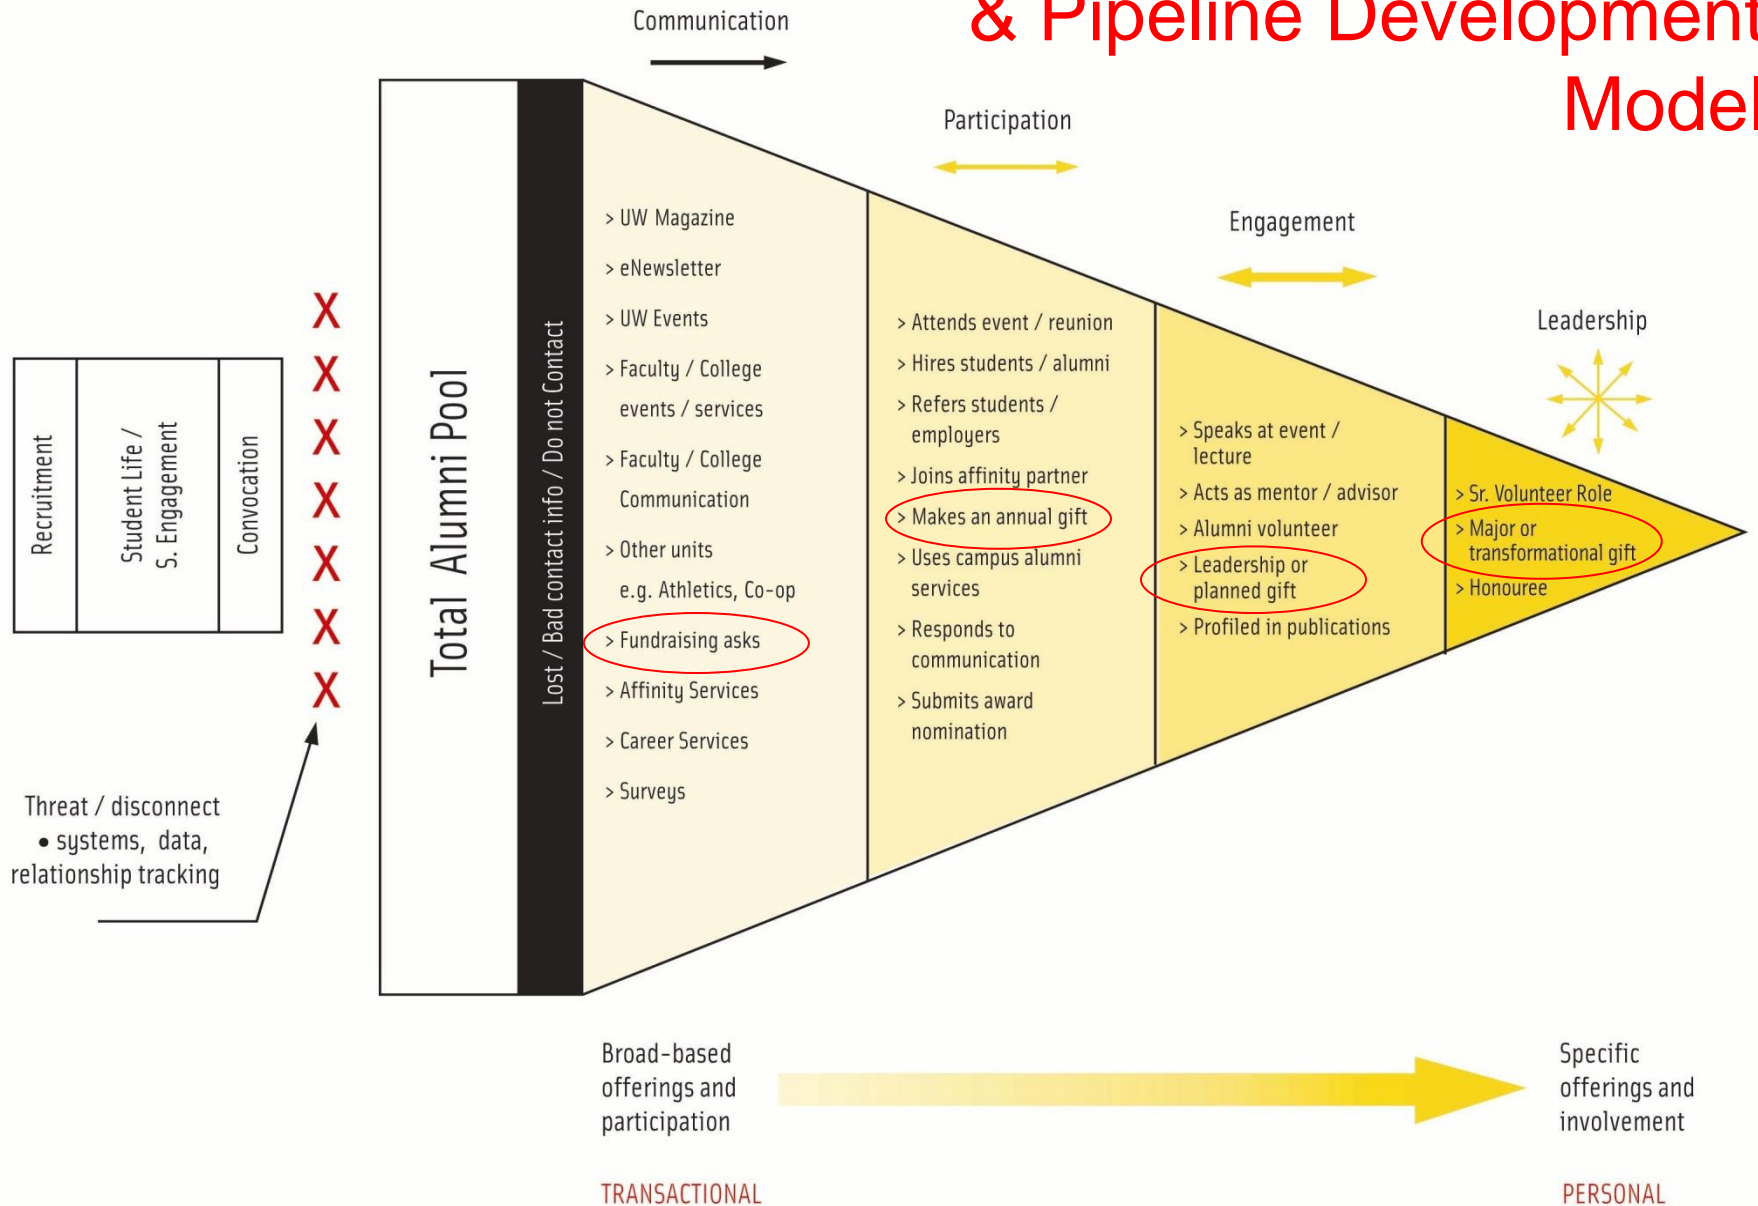 & Pipeline Development
Model
Communication
Participation
Engagement
Leadership
Recruitment
Student Life /
S. Engagement
Convocation
X
X
X
X
X
X
X
Threat / disconnect
• systems, data,
relationship tracking
Total Alumni Pool
Lost / Bad contact info / Do not Contact
> UW Magazine
> eNewsletter
> UW Events
> Faculty / College
events / services
> Faculty / College
Communication
> Other units
e.g. Athletics, Co-op
> Fundraising asks
> Affinity Services
> Career Services
> Surveys
> Attends event / reunion
> Hires students / alumni
> Refers students /
employers
> Joins affinity partner
> Makes an annual gift
> Uses campus alumni
services
> Responds to
communication
> Submits award
nomination
> Speaks at event /
lecture
> Acts as mentor / advisor
> Alumni volunteer
> Leadership or
planned gift
> Profiled in publications
> Sr. Volunteer Role
> Major or
transformational gift
> Honouree
Broad-based
offerings and
participation
Specific
offerings and
involvement
TRANSACTIONAL
PERSONAL